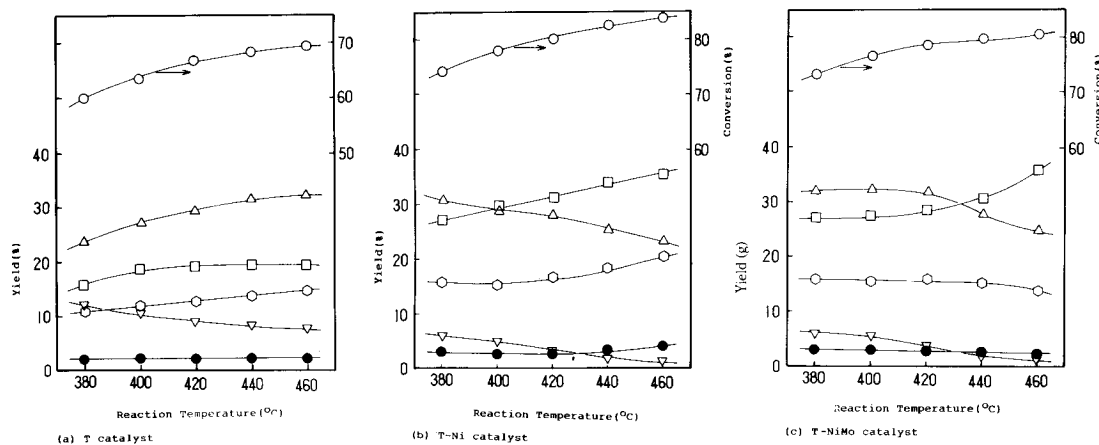 40
30
20
10
0
Yield(%)
70
60
50
380 400 420 440 460
Reaction Temperature(°C)
(a) T catalyst
40
30
20
10
0
Yield(%)
80
70
60
Conversion(%)
380 400 420 440 460
Reaction Temperature(°C)
(b) T-Ni catalyst
40
30
20
10
0
Yield (g)
80
70
60
Conversion(%)
380 400 420 440 460
Reaction Temperature(°C)
(c) T-NiMo catalyst